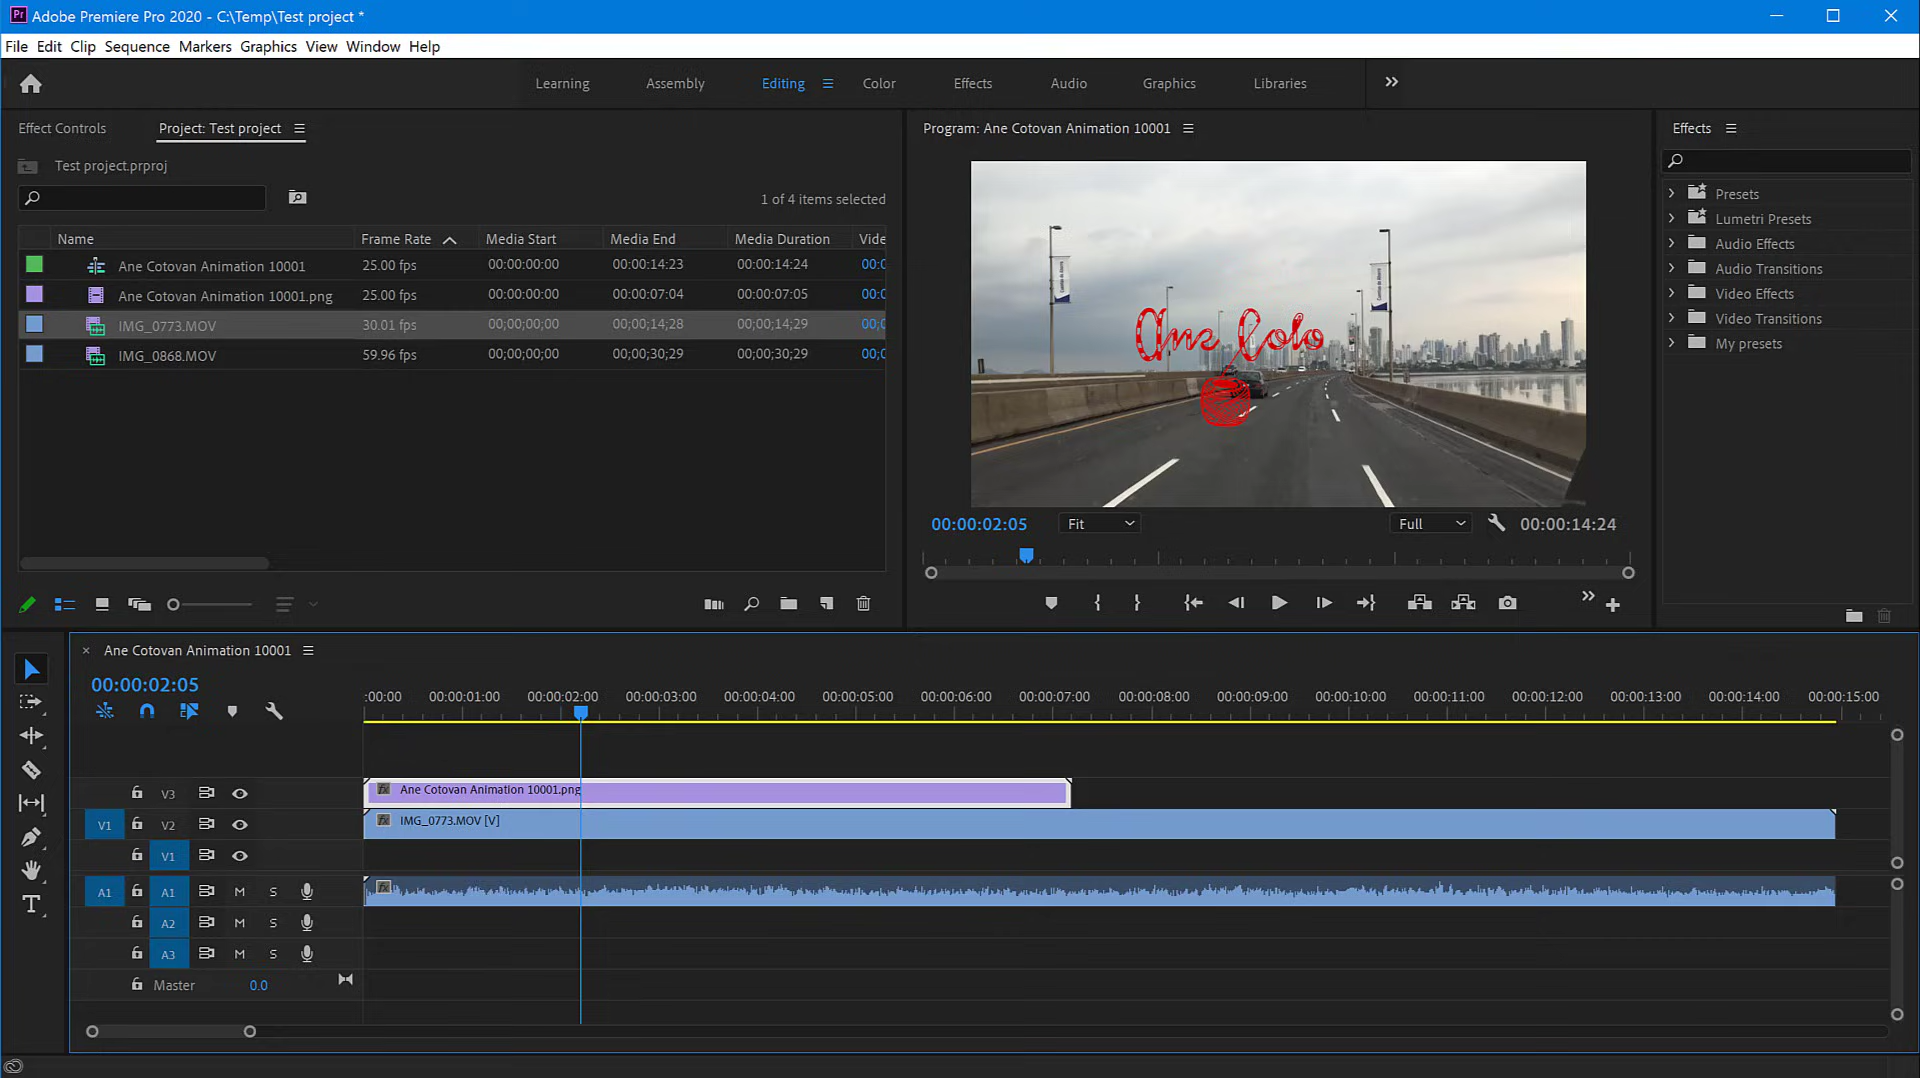 Adobe Premiere Pro 2020 - C:\Temp\Test project *
File Edit Clip Sequence Markers Graphics View Window Help
Learning Assembly Editing Color Effects Audio Graphics Libraries
Effect Controls Project: Test project
Test project.prproj
1 of 4 items selected
Name Frame Rate Media Start Media End Media Duration Vide
Ane Cotovan Animation 10001 25.00 fps 00:00:00:00 00:00:14:23 00:00:14:24 00:0
Ane Cotovan Animation 10001.png 25.00 fps 00:00:00:00 00:00:07:04 00:00:07:05 00:0
IMG_0773.MOV 30.01 fps 00;00;00;00 00;00;14;28 00;00;14;29 00;0
IMG_0868.MOV 59.96 fps 00;00;00;00 00;00;30;29 00;00;30;29 00;0
Program: Ane Cotovan Animation 10001
Ane Coto
00:00:02:05 Fit Full 00:00:14:24
Effects
Presets
Lumetri Presets
Audio Effects
Audio Transitions
Video Effects
Video Transitions
My presets
Ane Cotovan Animation 10001
00:00:02:05
:00:00 00:00:01:00 00:00:02:00 00:00:03:00 00:00:04:00 00:00:05:00 00:00:06:00 00:00:07:00 00:00:08:00 00:00:09:00 00:00:10:00 00:00:11:00 00:00:12:00 00:00:13:00 00:00:14:00 00:00:15:00
V3 fx Ane Cotovan Animation 10001.png
V1 V2 fx IMG_0773.MOV [V]
V1
A1 A1 M S fx
A2 M S
A3 M S
Master 0.0